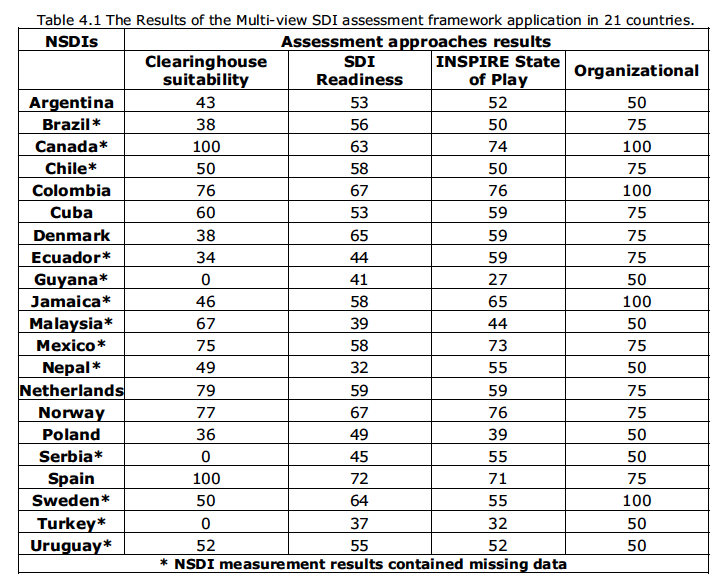 Table 4.1 The Results of the Multi-view SDI assessment framework application in 21 countries.
NSDIs Assessment approaches results
Clearinghouse suitability SDI Readiness INSPIRE State of Play Organizational
Argentina 43 53 52 50
Brazil* 38 56 50 75
Canada* 100 63 74 100
Chile* 50 58 50 75
Colombia 76 67 76 100
Cuba 60 53 59 75
Denmark 38 65 59 75
Ecuador* 34 44 59 75
Guyana* 0 41 27 50
Jamaica* 46 58 65 100
Malaysia* 67 39 44 50
Mexico* 75 58 73 75
Nepal* 49 32 55 50
Netherlands 79 59 59 75
Norway 77 67 76 75
Poland 36 49 39 50
Serbia* 0 45 55 50
Spain 100 72 71 75
Sweden* 50 64 55 100
Turkey* 0 37 32 50
Uruguay* 52 55 52 50
* NSDI measurement results contained missing data